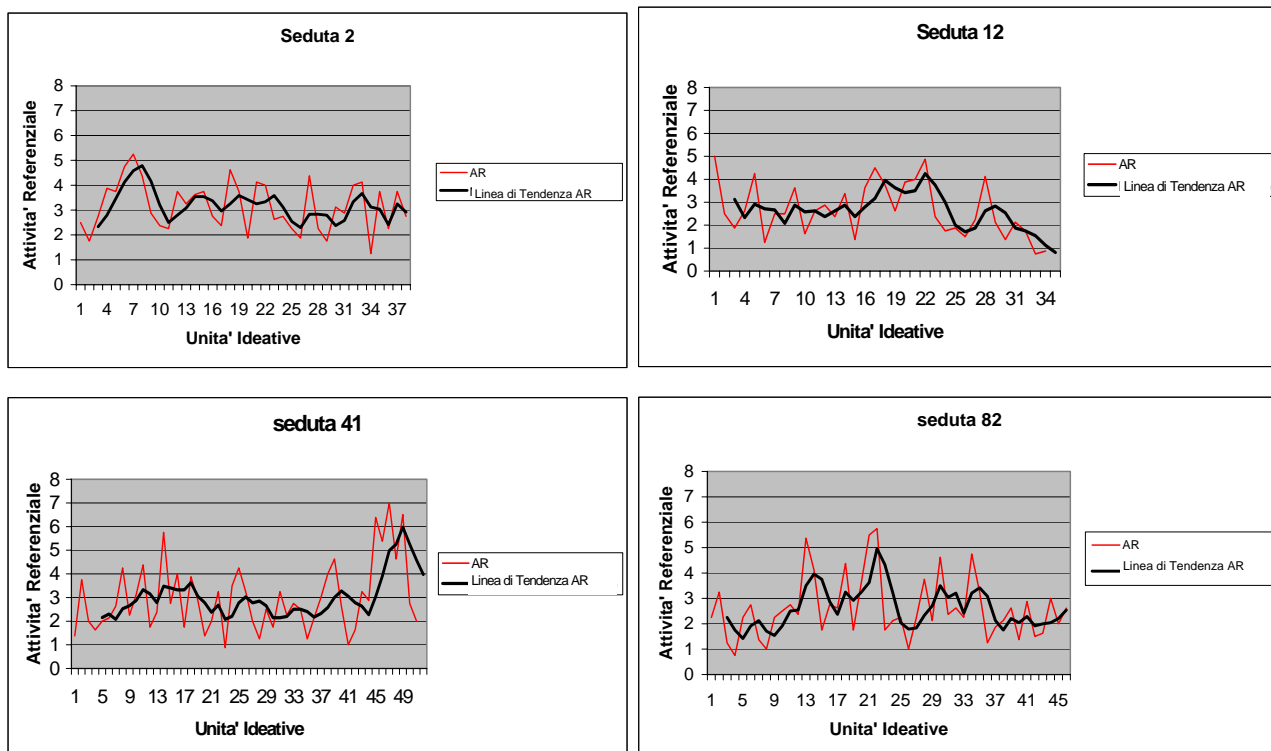 Seduta 2
Attivita' Referenziale
8
7
6
5
4
3
2
1
0
1 4 7 10 13 16 19 22 25 28 31 34 37
Unita' Ideative
AR
Linea di Tendenza AR
Seduta 12
Attivita' Referenziale
8
7
6
5
4
3
2
1
0
1 4 7 10 13 16 19 22 25 28 31 34
Unita' Ideative
AR
Linea di Tendenza AR
seduta 41
Attivita' Referenziale
8
7
6
5
4
3
2
1
0
1 5 9 13 17 21 25 29 33 37 41 45 49
Unita' Ideative
AR
Linea di Tendenza AR
seduta 82
Attivita' Referenziale
8
7
6
5
4
3
2
1
0
1 5 9 13 17 21 25 29 33 37 41 45
Unita' Ideative
AR
Linea di Tendenza AR